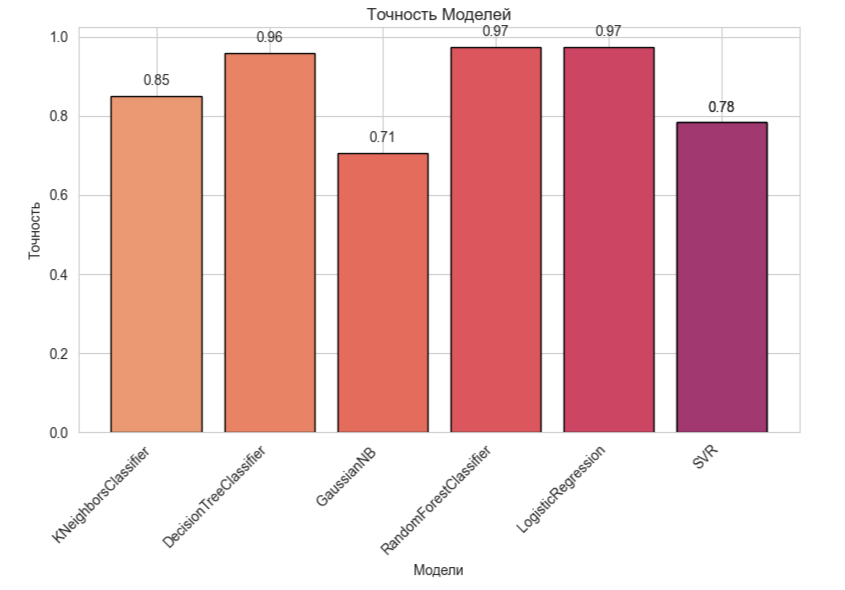 Точность Моделей
1.0
0.8
0.6
0.4
0.2
0.0
Точность
0.85
0.96
0.71
0.97
0.97
0.78
KNeighborsClassifier
DecisionTreeClassifier
GaussianNB
RandomForestClassifier
LogisticRegression
SVR
Модели